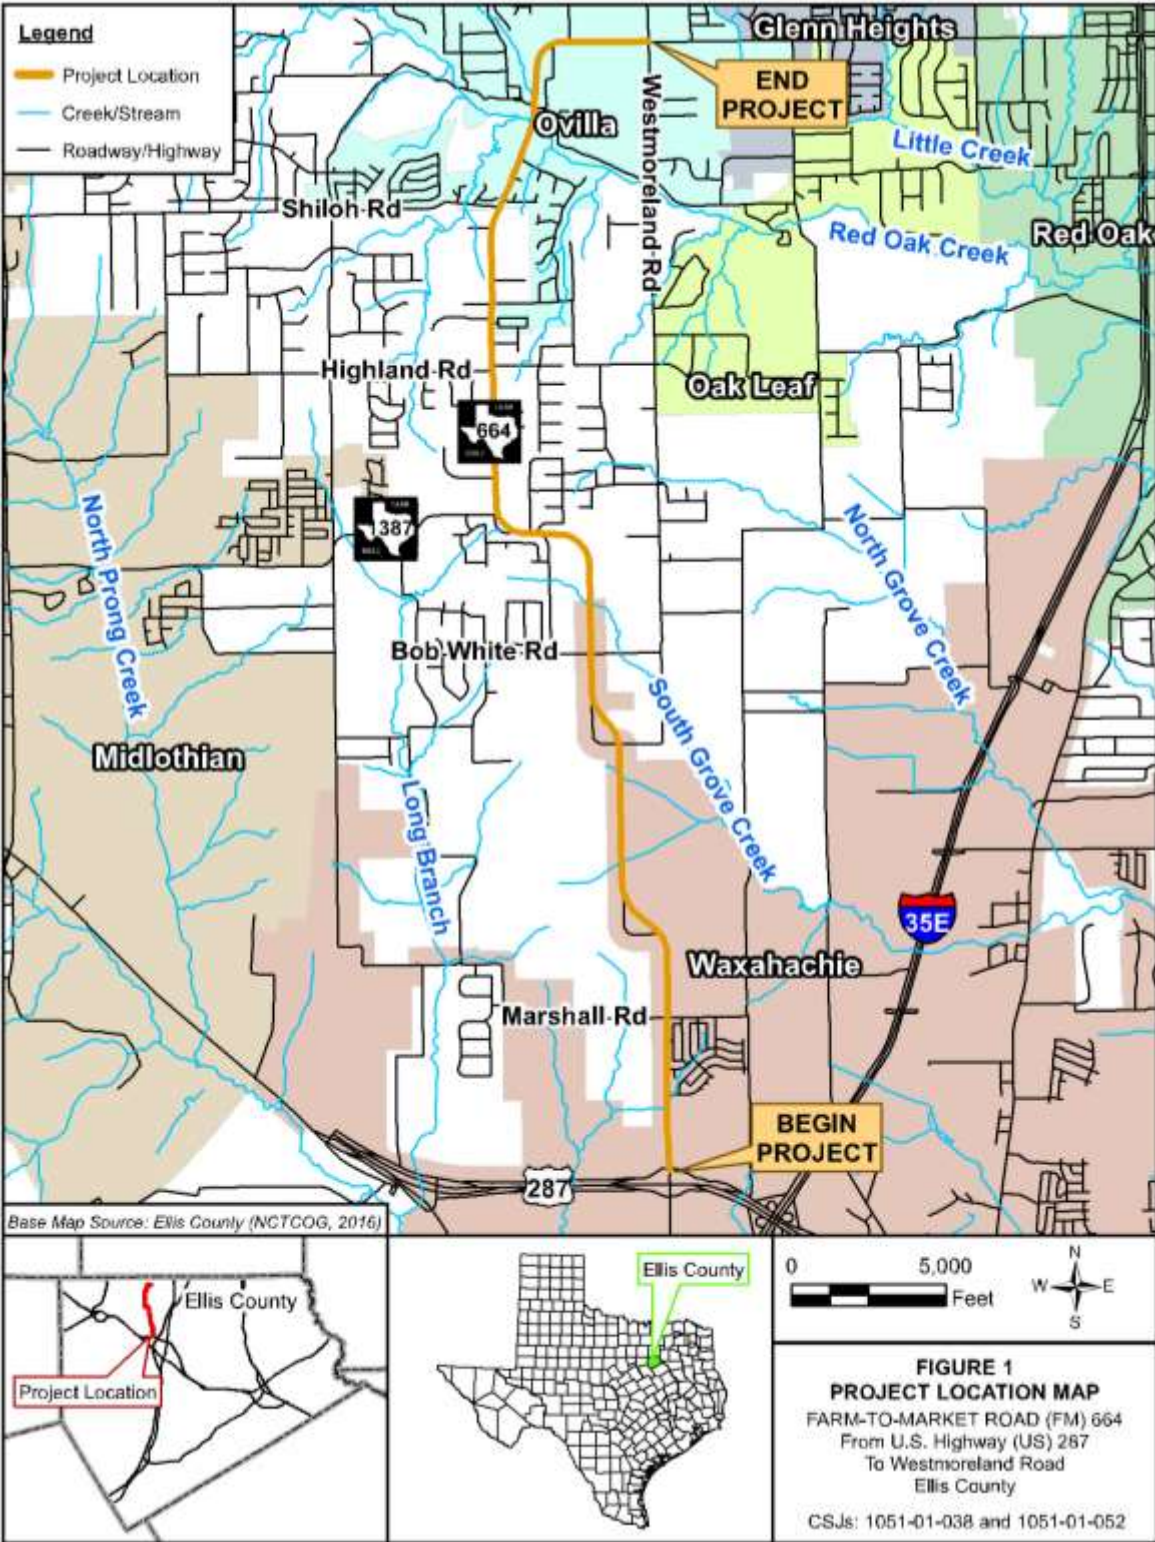 Legend
Project Location
Creek/Stream
Roadway/Highway
Glenn Heights
END
PROJECT
Westmoreland Rd
Ovilla
Little Creek
Shiloh Rd
Red Oak Creek
Red Oak
Highland Rd
Oak Leaf
664
387
North Prong Creek
North Grove Creek
Bob White Rd
South Grove Creek
Midlothian
Long Branch
35E
Waxahachie
Marshall Rd
BEGIN
PROJECT
287
Base Map Source: Ellis County (NCTCOG, 2016)
Ellis County
Project Location
Ellis County
0 5,000
Feet
N
W E
S
FIGURE 1
PROJECT LOCATION MAP
FARM-TO-MARKET ROAD (FM) 664
From U.S. Highway (US) 287
To Westmoreland Road
Ellis County
CSJs: 1051-01-038 and 1051-01-052